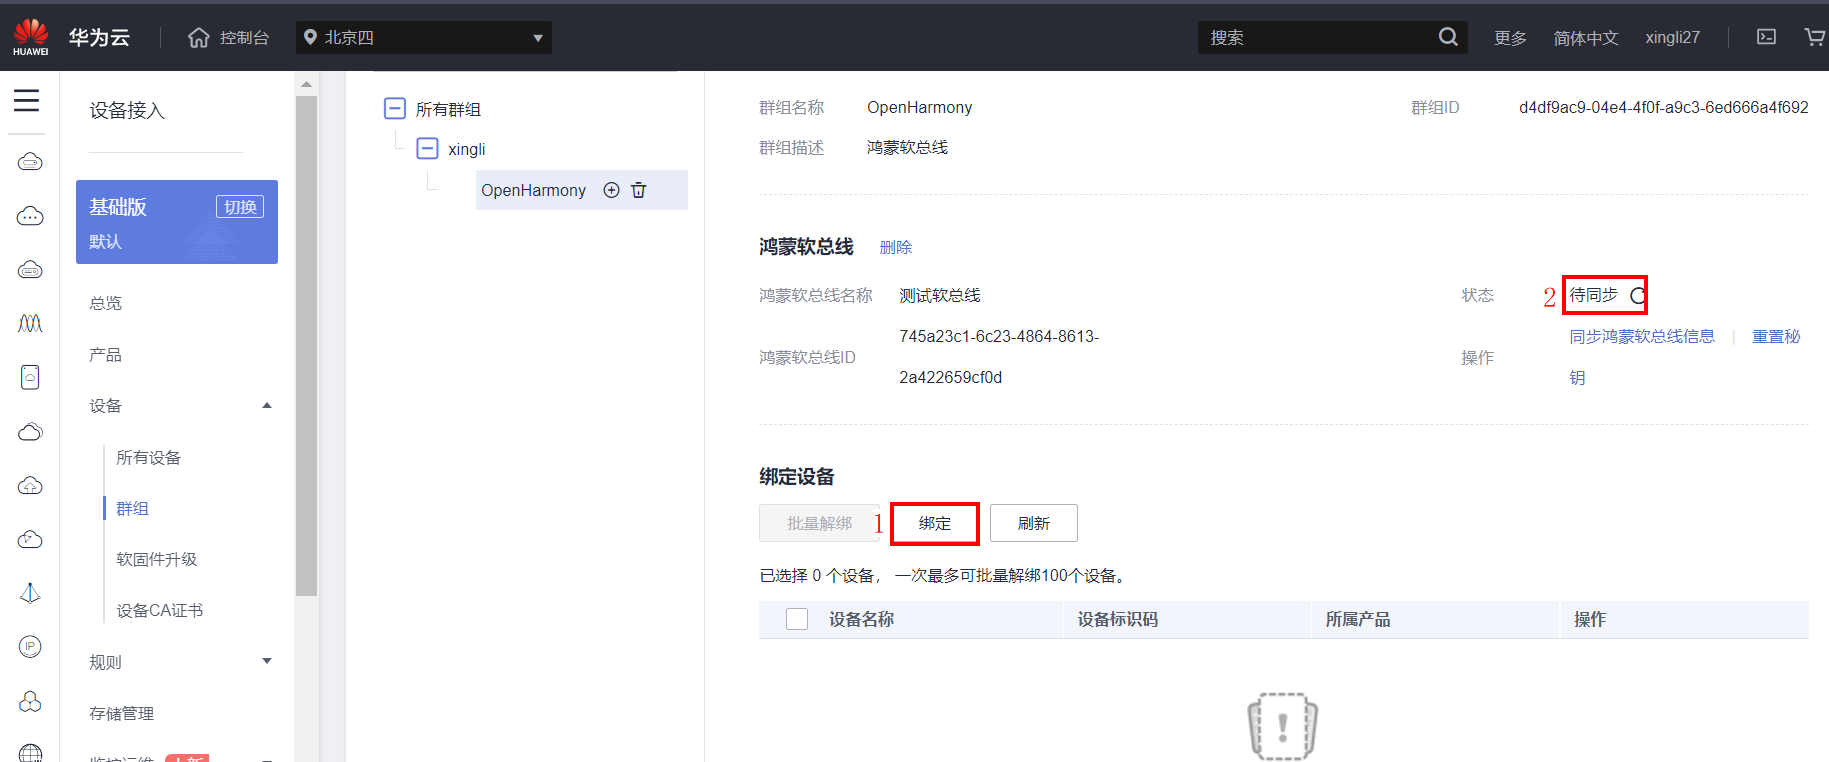 HUAWEI
华为云
控制台
北京四
搜索
更多
简体中文
xingli27
设备接入
基础版
切换
默认
总览
产品
设备
所有设备
群组
软固件升级
设备CA证书
规则
存储管理
监控运维
上新
所有群组
xingli
OpenHarmony
群组名称 OpenHarmony
群组ID d4df9ac9-04e4-4f0f-a9c3-6ed666a4f692
群组描述 鸿蒙软总线
鸿蒙软总线 删除
鸿蒙软总线名称 测试软总线
状态 2 待同步
鸿蒙软总线ID 745a23c1-6c23-4864-8613-
2a422659cf0d
操作 同步鸿蒙软总线信息 重置秘
钥
绑定设备
批量解绑 1 绑定 刷新
已选择 0 个设备， 一次最多可批量解绑100个设备。
设备名称 设备标识码 所属产品 操作
IP